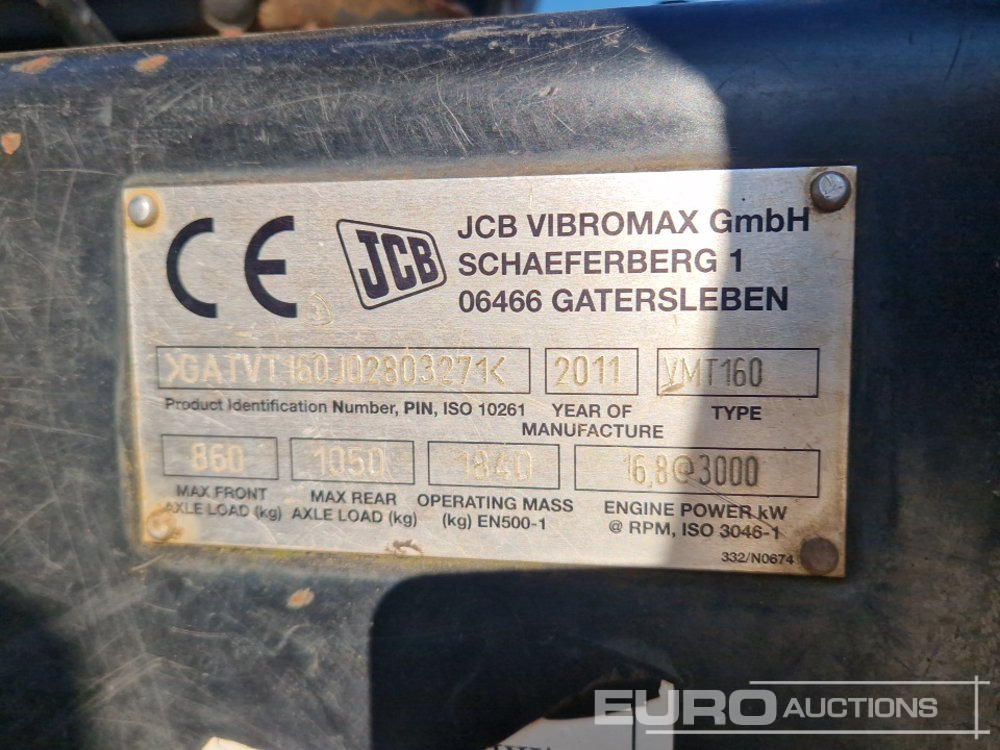 CE JCB JCB VIBROMAX GmbH
SCHAEFERBERG 1
06466 GATERSLEBEN
>GATVT160J02803271< 2011 VMT160
Product Identification Number, PIN, ISO 10261 YEAR OF MANUFACTURE TYPE
860 1050 1840 16,8@3000
MAX FRONT AXLE LOAD (kg) MAX REAR AXLE LOAD (kg) OPERATING MASS (kg) EN500-1 ENGINE POWER kW @ RPM, ISO 3046-1
332/N0674
EURO AUCTIONS